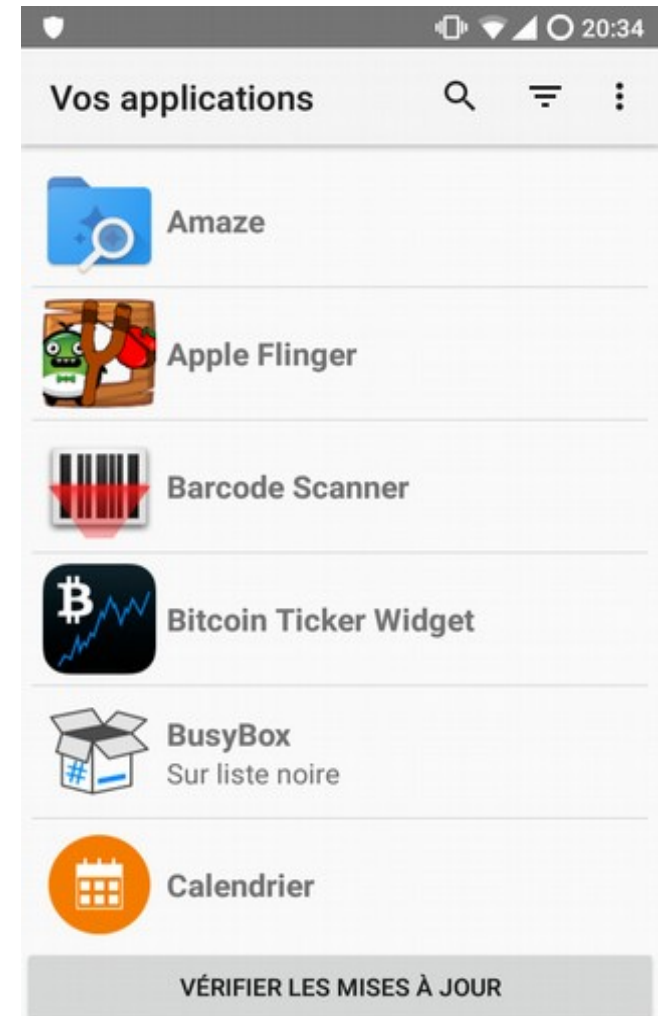 20:34
Vos applications
Amaze
Apple Flinger
Barcode Scanner
Bitcoin Ticker Widget
BusyBox
Sur liste noire
Calendrier
VÉRIFIER LES MISES À JOUR